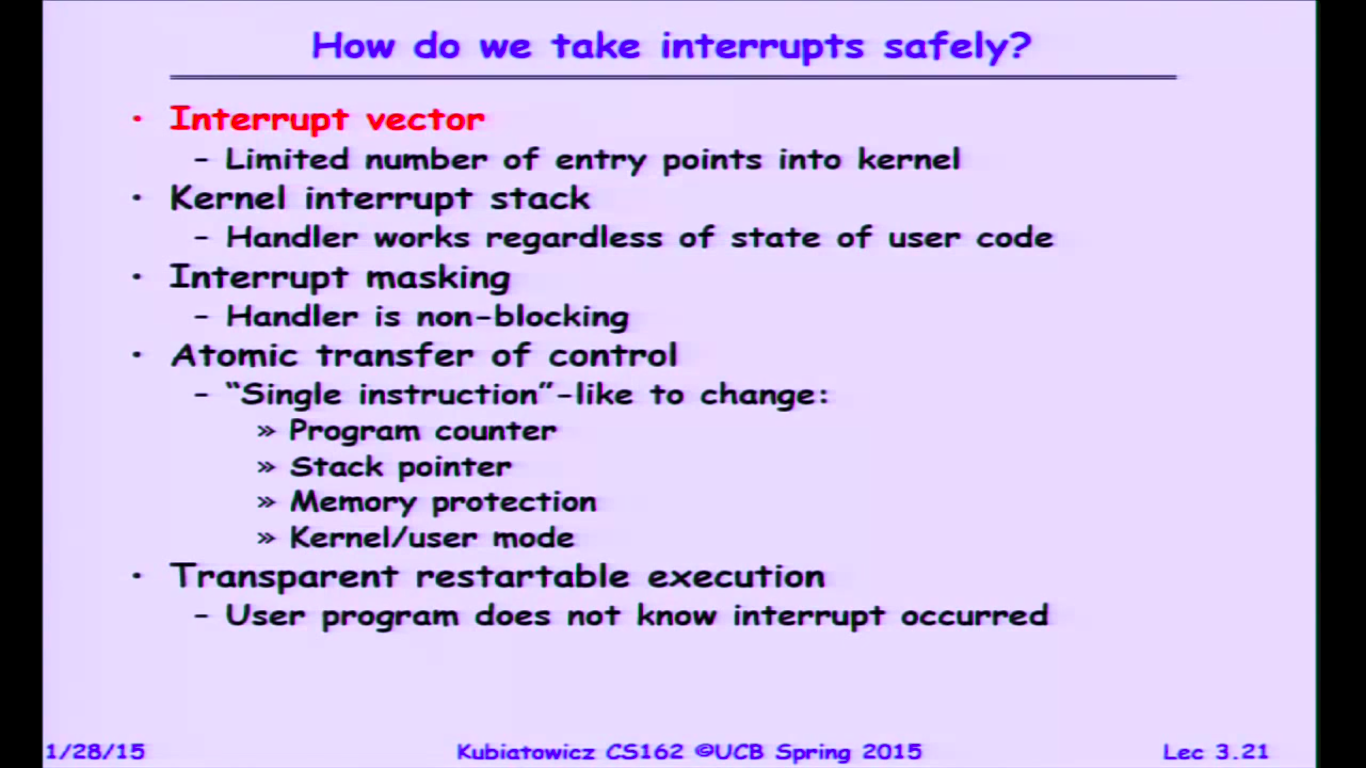 How do we take interrupts safely?
• Interrupt vector
– Limited number of entry points into kernel
• Kernel interrupt stack
– Handler works regardless of state of user code
• Interrupt masking
– Handler is non-blocking
• Atomic transfer of control
– “Single instruction”-like to change:
» Program counter
» Stack pointer
» Memory protection
» Kernel/user mode
• Transparent restartable execution
– User program does not know interrupt occurred
1/28/15 Kubiatowicz CS162 ©UCB Spring 2015 Lec 3.21